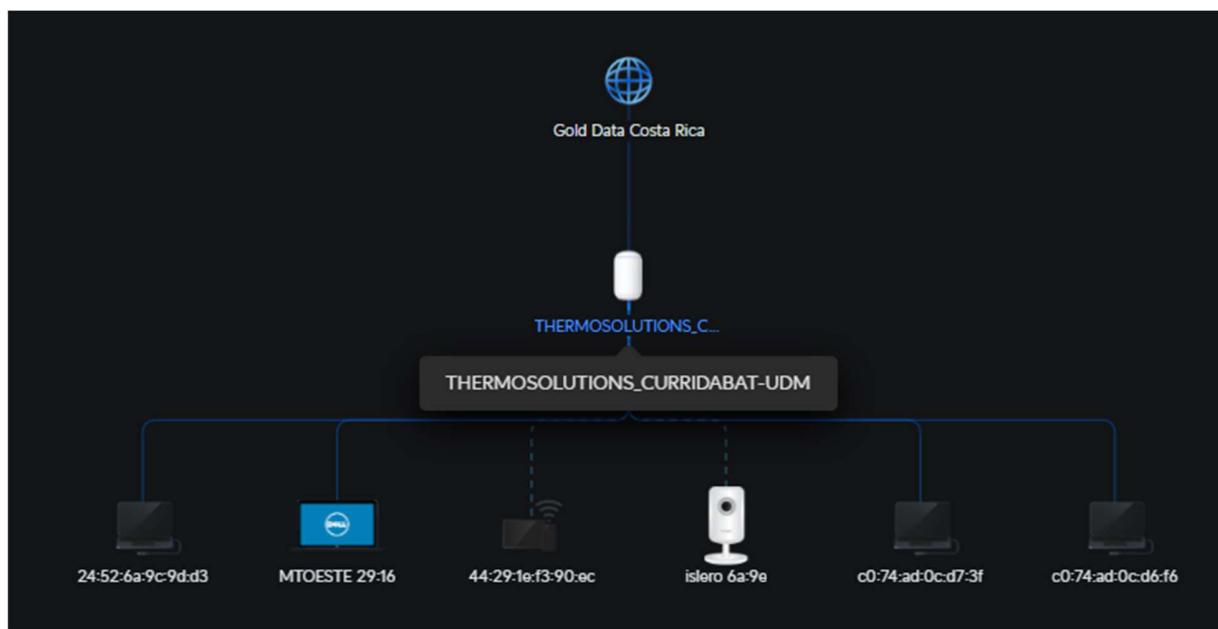 Gold Data Costa Rica
THERMOSOLUTIONS_C...
THERMOSOLUTIONS_CURRIDABAT-UDM
DELL
24:52:6a:9c:9d:d3
MTOESTE 29:16
44:29:1e:f3:90:ec
islero 6a:9e
c0:74:ad:0c:d7:3f
c0:74:ad:0c:d6:f6